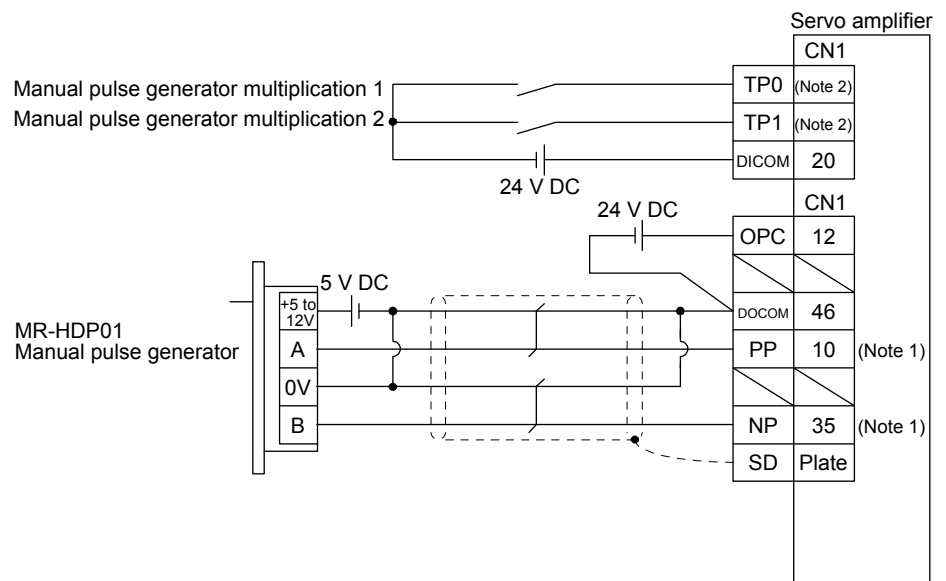 Servo amplifier
CN1
Manual pulse generator multiplication 1
TP0 (Note 2)
Manual pulse generator multiplication 2
TP1 (Note 2)
DICOM 20
24 V DC
CN1
24 V DC
OPC 12
5 V DC
+5 to
12V
DOCOM 46
MR-HDP01
Manual pulse generator
A
PP 10 (Note 1)
0V
B
NP 35 (Note 1)
SD Plate